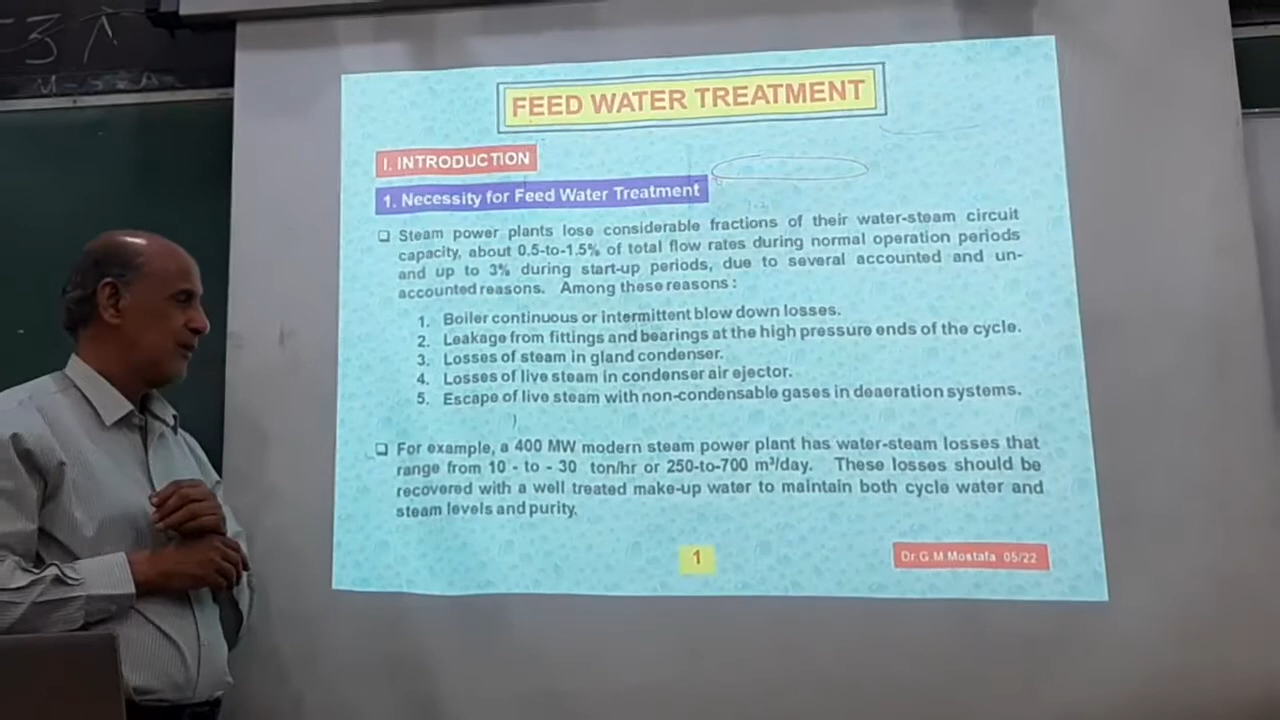 FEED WATER TREATMENT
I. INTRODUCTION
1. Necessity for Feed Water Treatment
❑ Steam power plants lose considerable fractions of their water-steam circuit
capacity, about 0.5-to-1.5% of total flow rates during normal operation periods
and up to 3% during start-up periods, due to several accounted and un-
accounted reasons. Among these reasons :
1. Boiler continuous or intermittent blow down losses.
2. Leakage from fittings and bearings at the high pressure ends of the cycle.
3. Losses of steam in gland condenser.
4. Losses of live steam in condenser air ejector.
5. Escape of live steam with non-condensable gases in deaeration systems.
❑ For example, a 400 MW modern steam power plant has water-steam losses that
range from 10 - to - 30 ton/hr or 250-to-700 m³/day. These losses should be
recovered with a well treated make-up water to maintain both cycle water and
steam levels and purity.
1
Dr.G.M.Mostafa 05/22